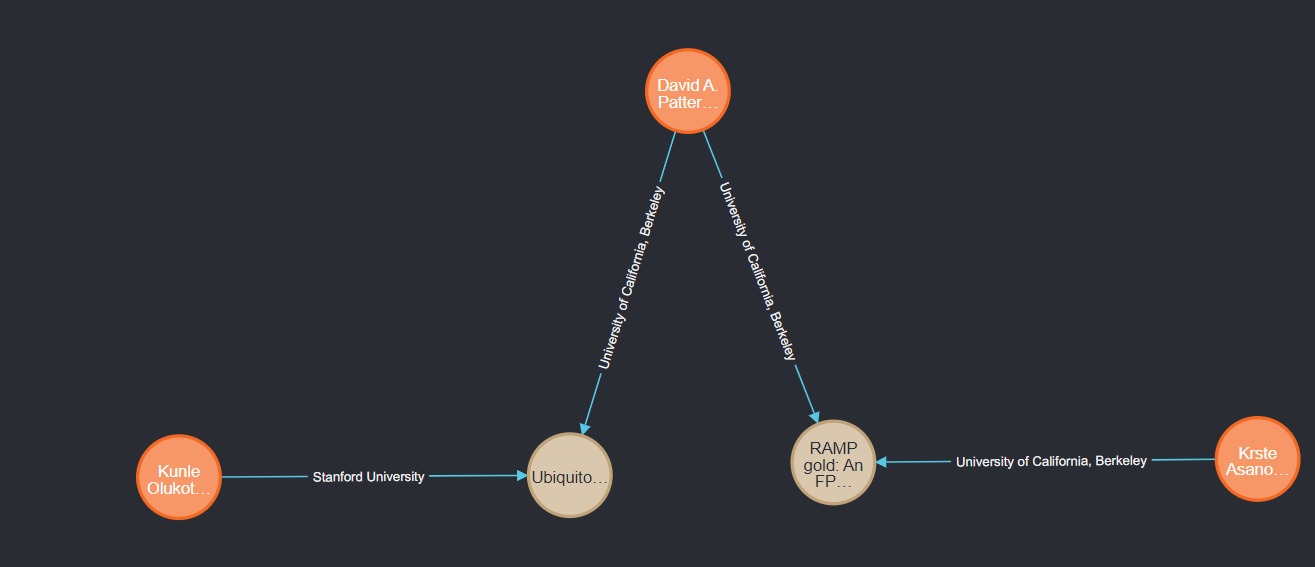 David A.
Patter…
University of California, Berkeley
University of California, Berkeley
Kunle
Olukot…
Stanford University
Ubiquito…
RAMP
gold: An
FP…
University of California, Berkeley
Krste
Asano…